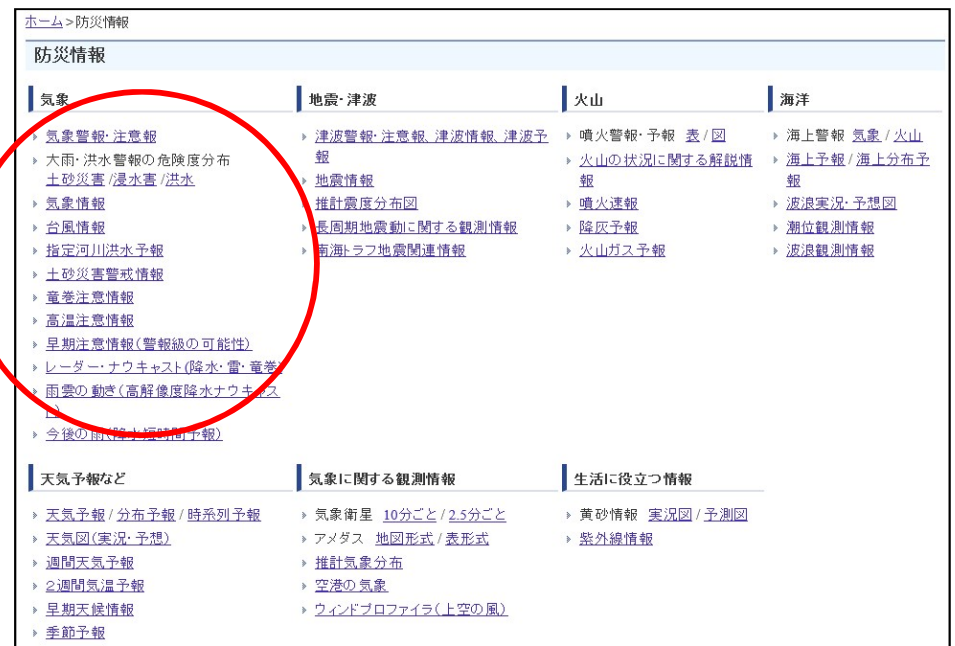 ホーム>防災情報
防災情報
気象
気象警報・注意報
大雨・洪水警報の危険度分布
土砂災害/浸水害/洪水
気象情報
台風情報
指定河川洪水予報
土砂災害警戒情報
竜巻注意情報
高温注意情報
早期注意情報(警報級の可能性)
レーダー・ナウキャスト(降水・雷・竜巻)
雨雲の動き(高解像度降水ナウキャス
ト)
今後の雨(降水短時間予報)
地震・津波
津波警報・注意報、津波情報、津波予
報
地震情報
推計震度分布図
長周期地震動に関する観測情報
南海トラフ地震関連情報
火山
噴火警報・予報 表/図
火山の状況に関する解説情
報
噴火速報
降灰予報
火山ガス予報
海洋
海上警報 気象/火山
海上予報/海上分布予
報
波浪実況・予想図
潮位観測情報
波浪観測情報
天気予報など
天気予報/分布予報/時系列予報
天気図(実況・予想)
週間天気予報
2週間気温予報
早期天候情報
季節予報
気象に関する観測情報
気象衛星 10分ごと/2.5分ごと
アメダス 地図形式/表形式
推計気象分布
空港の気象
ウィンドプロファイラ(上空の風)
生活に役立つ情報
黄砂情報 実況図/予測図
紫外線情報